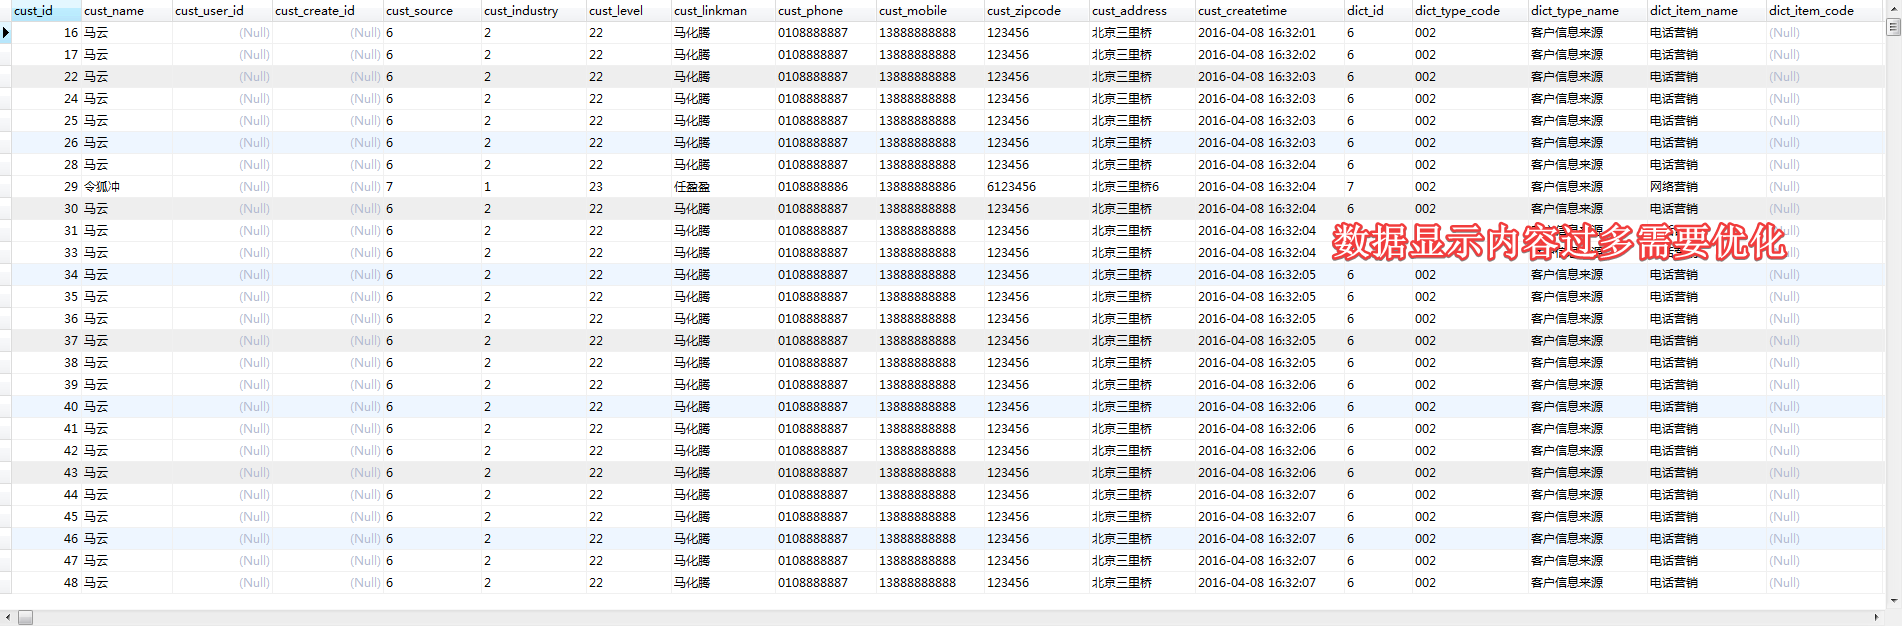 cust_id cust_name cust_user_id cust_create_id cust_source cust_industry cust_level cust_linkman cust_phone cust_mobile cust_zipcode cust_address cust_createtime dict_id dict_type_code dict_type_name dict_item_name dict_item_code
16 马云 (Null) (Null) 6 2 22 马化腾 0108888887 13888888888 123456 北京三里桥 2016-04-08 16:32:01 6 002 客户信息来源 电话营销 (Null)
17 马云 (Null) (Null) 6 2 22 马化腾 0108888887 13888888888 123456 北京三里桥 2016-04-08 16:32:02 6 002 客户信息来源 电话营销 (Null)
22 马云 (Null) (Null) 6 2 22 马化腾 0108888887 13888888888 123456 北京三里桥 2016-04-08 16:32:03 6 002 客户信息来源 电话营销 (Null)
24 马云 (Null) (Null) 6 2 22 马化腾 0108888887 13888888888 123456 北京三里桥 2016-04-08 16:32:03 6 002 客户信息来源 电话营销 (Null)
25 马云 (Null) (Null) 6 2 22 马化腾 0108888887 13888888888 123456 北京三里桥 2016-04-08 16:32:03 6 002 客户信息来源 电话营销 (Null)
26 马云 (Null) (Null) 6 2 22 马化腾 0108888887 13888888888 123456 北京三里桥 2016-04-08 16:32:03 6 002 客户信息来源 电话营销 (Null)
28 马云 (Null) (Null) 6 2 22 马化腾 0108888887 13888888888 123456 北京三里桥 2016-04-08 16:32:04 6 002 客户信息来源 电话营销 (Null)
29 令狐冲 (Null) (Null) 7 1 23 任盈盈 0108888886 13888888886 6123456 北京三里桥6 2016-04-08 16:32:04 7 002 客户信息来源 网络营销 (Null)
30 马云 (Null) (Null) 6 2 22 马化腾 0108888887 13888888888 123456 北京三里桥 2016-04-08 16:32:04 6 002 客户信息来源 电话营销 (Null)
31 马云 (Null) (Null) 6 2 22 马化腾 0108888887 13888888888 123456 北京三里桥 2016-04-08 16:32:04
数据显示内容过多需要优化
33 马云 (Null) (Null) 6 2 22 马化腾 0108888887 13888888888 123456 北京三里桥 2016-04-08 16:32:04
34 马云 (Null) (Null) 6 2 22 马化腾 0108888887 13888888888 123456 北京三里桥 2016-04-08 16:32:05 6 002 客户信息来源 电话营销 (Null)
35 马云 (Null) (Null) 6 2 22 马化腾 0108888887 13888888888 123456 北京三里桥 2016-04-08 16:32:05 6 002 客户信息来源 电话营销 (Null)
36 马云 (Null) (Null) 6 2 22 马化腾 0108888887 13888888888 123456 北京三里桥 2016-04-08 16:32:05 6 002 客户信息来源 电话营销 (Null)
37 马云 (Null) (Null) 6 2 22 马化腾 0108888887 13888888888 123456 北京三里桥 2016-04-08 16:32:05 6 002 客户信息来源 电话营销 (Null)
38 马云 (Null) (Null) 6 2 22 马化腾 0108888887 13888888888 123456 北京三里桥 2016-04-08 16:32:05 6 002 客户信息来源 电话营销 (Null)
39 马云 (Null) (Null) 6 2 22 马化腾 0108888887 13888888888 123456 北京三里桥 2016-04-08 16:32:06 6 002 客户信息来源 电话营销 (Null)
40 马云 (Null) (Null) 6 2 22 马化腾 0108888887 13888888888 123456 北京三里桥 2016-04-08 16:32:06 6 002 客户信息来源 电话营销 (Null)
41 马云 (Null) (Null) 6 2 22 马化腾 0108888887 13888888888 123456 北京三里桥 2016-04-08 16:32:06 6 002 客户信息来源 电话营销 (Null)
42 马云 (Null) (Null) 6 2 22 马化腾 0108888887 13888888888 123456 北京三里桥 2016-04-08 16:32:06 6 002 客户信息来源 电话营销 (Null)
43 马云 (Null) (Null) 6 2 22 马化腾 0108888887 13888888888 123456 北京三里桥 2016-04-08 16:32:06 6 002 客户信息来源 电话营销 (Null)
44 马云 (Null) (Null) 6 2 22 马化腾 0108888887 13888888888 123456 北京三里桥 2016-04-08 16:32:07 6 002 客户信息来源 电话营销 (Null)
45 马云 (Null) (Null) 6 2 22 马化腾 0108888887 13888888888 123456 北京三里桥 2016-04-08 16:32:07 6 002 客户信息来源 电话营销 (Null)
46 马云 (Null) (Null) 6 2 22 马化腾 0108888887 13888888888 123456 北京三里桥 2016-04-08 16:32:07 6 002 客户信息来源 电话营销 (Null)
47 马云 (Null) (Null) 6 2 22 马化腾 0108888887 13888888888 123456 北京三里桥 2016-04-08 16:32:07 6 002 客户信息来源 电话营销 (Null)
48 马云 (Null) (Null) 6 2 22 马化腾 0108888887 13888888888 123456 北京三里桥 2016-04-08 16:32:07 6 002 客户信息来源 电话营销 (Null)